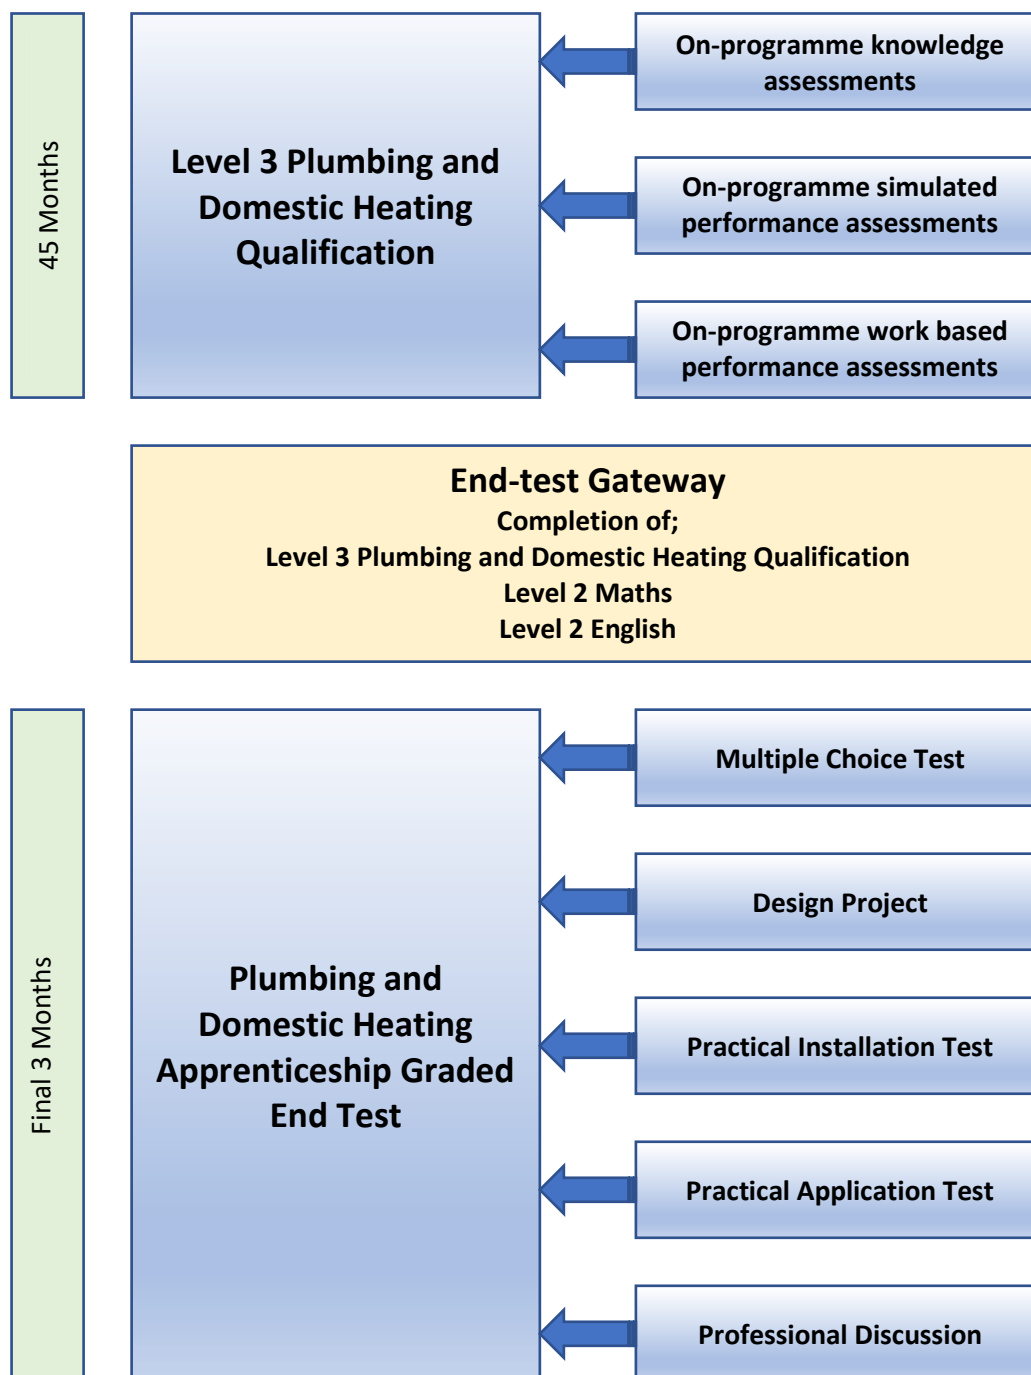 45 Months
Level 3 Plumbing and
Domestic Heating
Qualification
On-programme knowledge
assessments
On-programme simulated
performance assessments
On-programme work based
performance assessments
End-test Gateway
Completion of;
Level 3 Plumbing and Domestic Heating Qualification
Level 2 Maths
Level 2 English
Final 3 Months
Plumbing and
Domestic Heating
Apprenticeship Graded
End Test
Multiple Choice Test
Design Project
Practical Installation Test
Practical Application Test
Professional Discussion